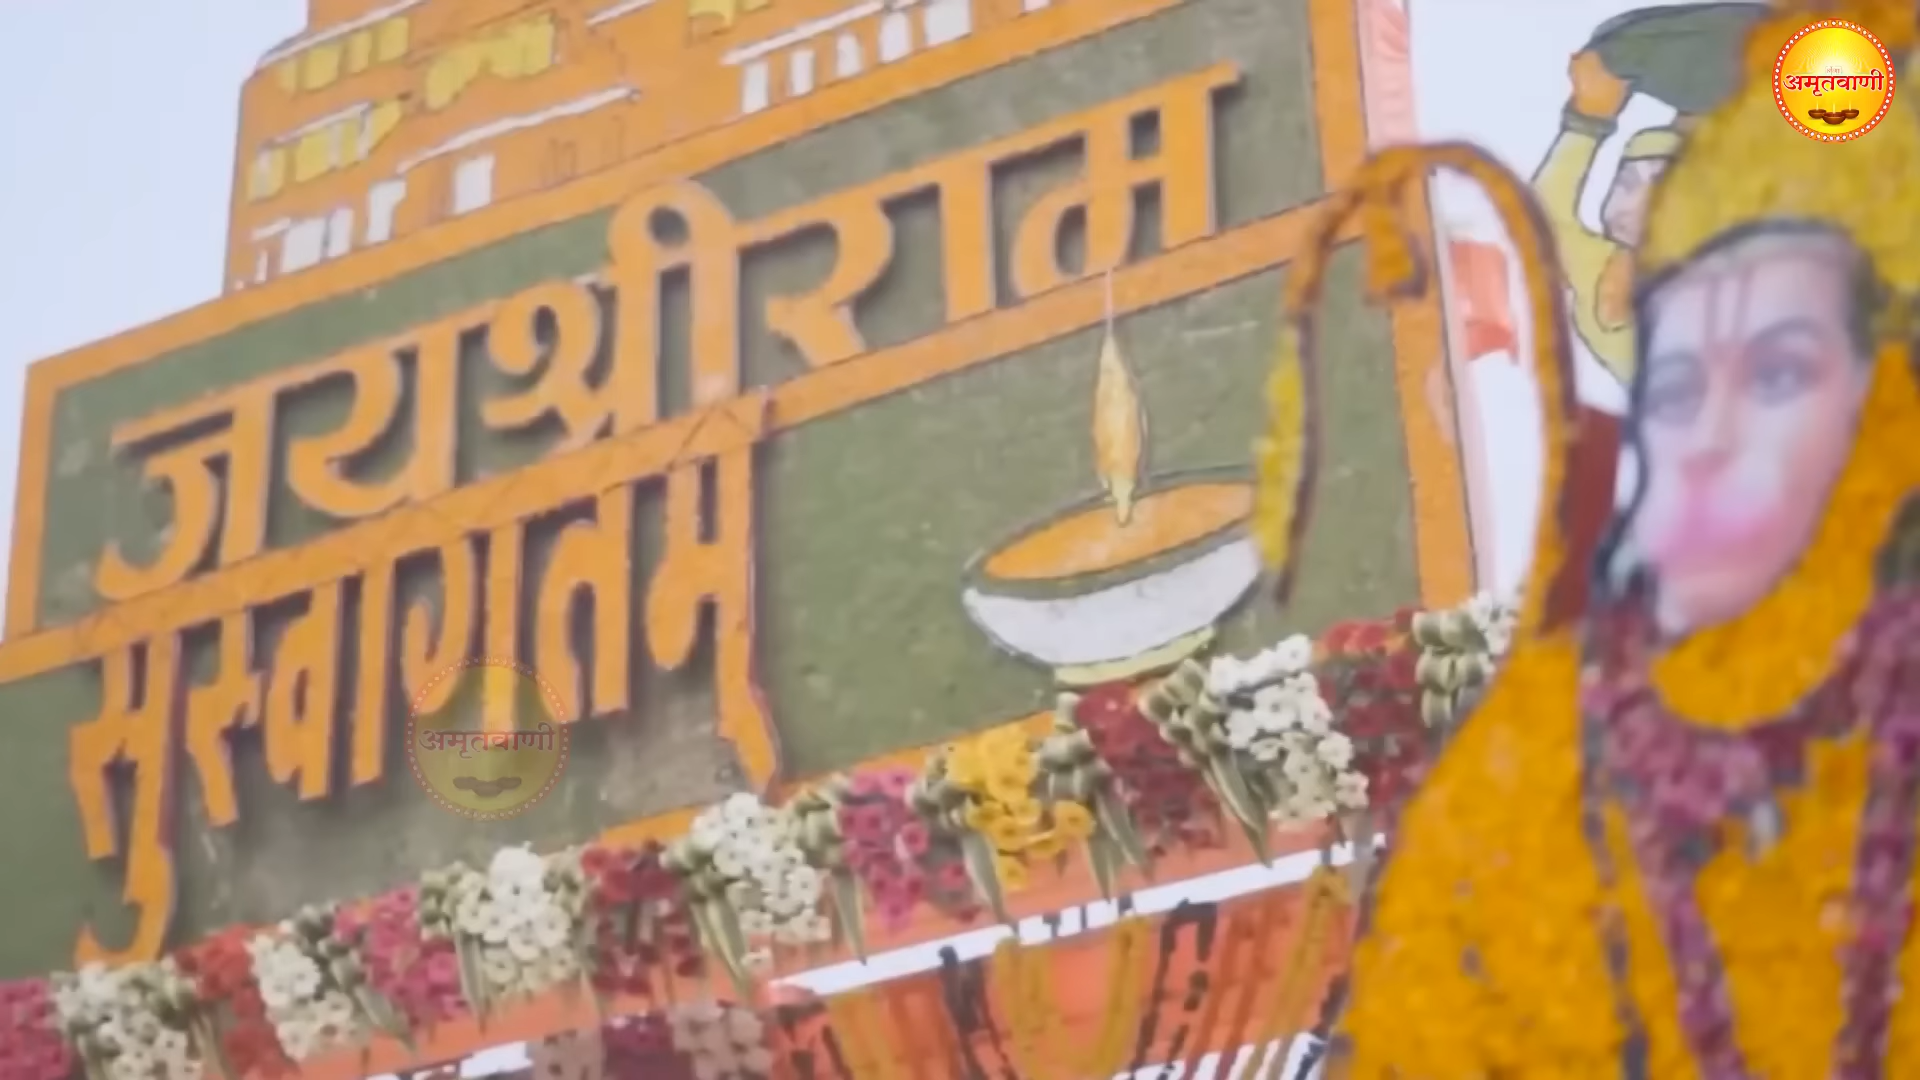 जय श्री राम
सुस्वागतम
अमृतवाणी
अमृतवाणी